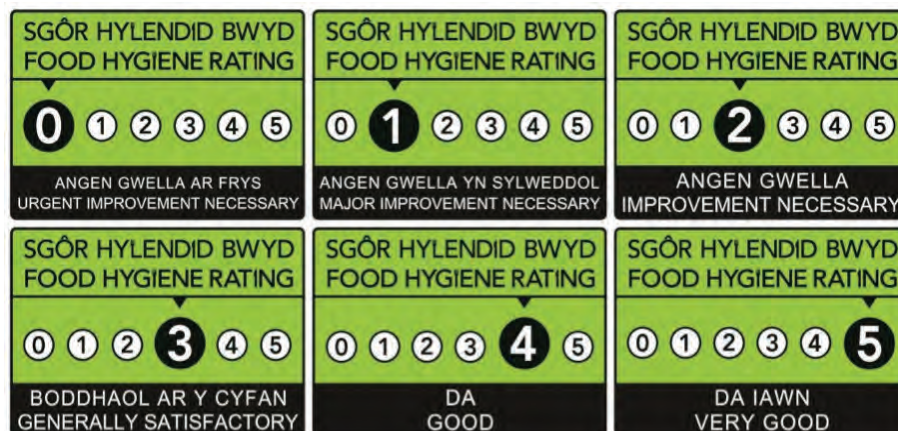 SGÔR HYLENDID BWYD
FOOD HYGIENE RATING
0 1 2 3 4 5
ANGEN GWELLA AR FRYS
URGENT IMPROVEMENT NECESSARY
SGÔR HYLENDID BWYD
FOOD HYGIENE RATING
0 1 2 3 4 5
ANGEN GWELLA YN SYLWEDDOL
MAJOR IMPROVEMENT NECESSARY
SGÔR HYLENDID BWYD
FOOD HYGIENE RATING
0 1 2 3 4 5
ANGEN GWELLA
IMPROVEMENT NECESSARY
SGÔR HYLENDID BWYD
FOOD HYGIENE RATING
0 1 2 3 4 5
BODDHAOL AR Y CYFAN
GENERALLY SATISFACTORY
SGÔR HYLENDID BWYD
FOOD HYGIENE RATING
0 1 2 3 4 5
DA
GOOD
SGÔR HYLENDID BWYD
FOOD HYGIENE RATING
0 1 2 3 4 5
DA IAWN
VERY GOOD